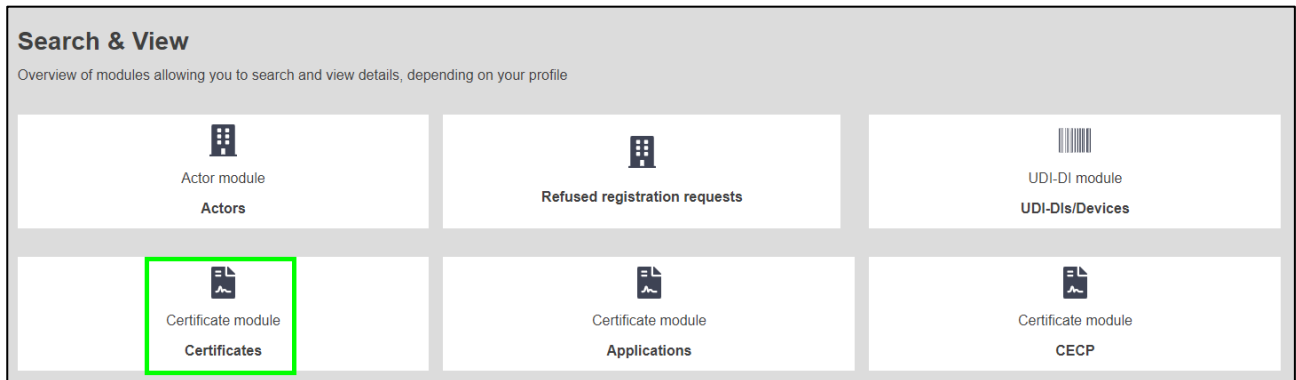 Search & View
Overview of modules allowing you to search and view details, depending on your profile
Actor module
Actors
Refused registration requests
UDI-DI module
UDI-DIs/Devices
Certificate module
Certificates
Certificate module
Applications
Certificate module
CECP